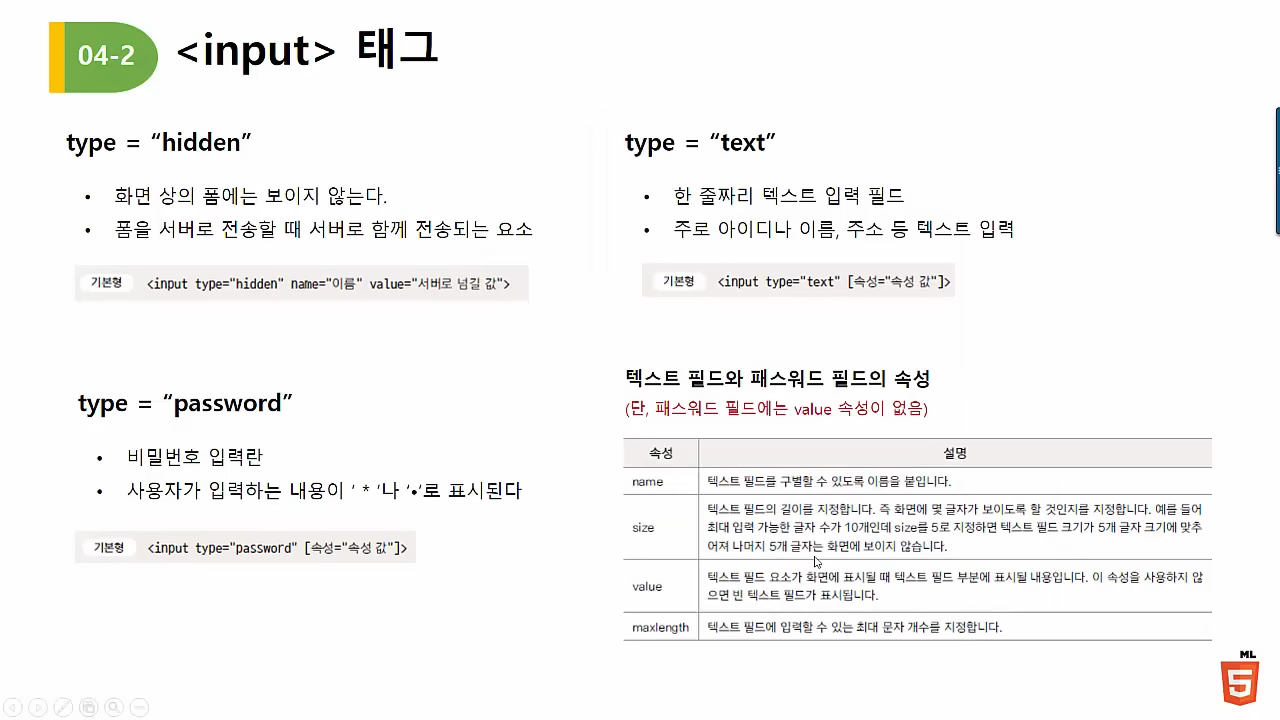 04-2
<input> 태그
type = “hidden”
• 화면 상의 폼에는 보이지 않는다.
• 폼을 서버로 전송할 때 서버로 함께 전송되는 요소
기본형 <input type="hidden" name="이름" value="서버로 넘길 값">
type = “text”
• 한 줄짜리 텍스트 입력 필드
• 주로 아이디나 이름, 주소 등 텍스트 입력
기본형 <input type="text" [속성="속성 값"]>
type = “password”
• 비밀번호 입력란
• 사용자가 입력하는 내용이 ‘ * ’나 ‘•’로 표시된다
기본형 <input type="password" [속성="속성 값"]>
텍스트 필드와 패스워드 필드의 속성
(단, 패스워드 필드에는 value 속성이 없음)
속성 설명
name 텍스트 필드를 구별할 수 있도록 이름을 붙입니다.
size 텍스트 필드의 길이를 지정합니다. 즉 화면에 몇 글자가 보이도록 할 것인지를 지정합니다. 예를 들어
최대 입력 가능한 글자 수가 10개인데 size를 5로 지정하면 텍스트 필드 크기가 5개 글자 크기에 맞추
어져 나머지 5개 글자는 화면에 보이지 않습니다.
value 텍스트 필드 요소가 화면에 표시될 때 텍스트 필드 부분에 표시될 내용입니다. 이 속성을 사용하지 않
으면 빈 텍스트 필드가 표시됩니다.
maxlength 텍스트 필드에 입력할 수 있는 최대 문자 개수를 지정합니다.
ML
5